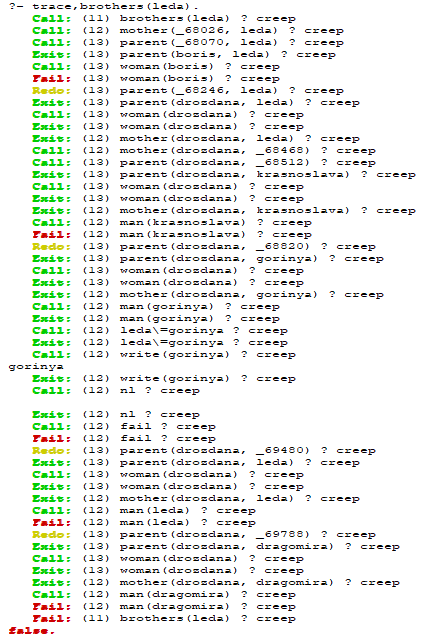 ?- trace,brothers(leda).
Call: (11) brothers(leda) ? creep
Call: (12) mother(_68026, leda) ? creep
Call: (13) parent(_68070, leda) ? creep
Exit: (13) parent(boris, leda) ? creep
Call: (13) woman(boris) ? creep
Fail: (13) woman(boris) ? creep
Redo: (13) parent(_68246, leda) ? creep
Exit: (13) parent(drozdana, leda) ? creep
Call: (13) woman(drozdana) ? creep
Exit: (13) woman(drozdana) ? creep
Exit: (12) mother(drozdana, leda) ? creep
Call: (12) mother(drozdana, _68468) ? creep
Call: (13) parent(drozdana, _68512) ? creep
Exit: (13) parent(drozdana, krasnoslava) ? creep
Call: (13) woman(drozdana) ? creep
Exit: (13) woman(drozdana) ? creep
Exit: (12) mother(drozdana, krasnoslava) ? creep
Call: (12) man(krasnoslava) ? creep
Fail: (12) man(krasnoslava) ? creep
Redo: (13) parent(drozdana, _68820) ? creep
Exit: (13) parent(drozdana, gorinya) ? creep
Call: (13) woman(drozdana) ? creep
Exit: (13) woman(drozdana) ? creep
Exit: (12) mother(drozdana, gorinya) ? creep
Call: (12) man(gorinya) ? creep
Exit: (12) man(gorinya) ? creep
Call: (12) leda\=gorinya ? creep
Exit: (12) leda\=gorinya ? creep
Call: (12) write(gorinya) ? creep
gorinya
Exit: (12) write(gorinya) ? creep
Call: (12) nl ? creep
Exit: (12) nl ? creep
Call: (12) fail ? creep
Fail: (12) fail ? creep
Redo: (13) parent(drozdana, _69480) ? creep
Exit: (13) parent(drozdana, leda) ? creep
Call: (13) woman(drozdana) ? creep
Exit: (13) woman(drozdana) ? creep
Exit: (12) mother(drozdana, leda) ? creep
Call: (12) man(leda) ? creep
Fail: (12) man(leda) ? creep
Redo: (13) parent(drozdana, _69788) ? creep
Exit: (13) parent(drozdana, dragomira) ? creep
Call: (13) woman(drozdana) ? creep
Exit: (13) woman(drozdana) ? creep
Exit: (12) mother(drozdana, dragomira) ? creep
Call: (12) man(dragomira) ? creep
Fail: (12) man(dragomira) ? creep
Fail: (11) brothers(leda) ? creep
false.